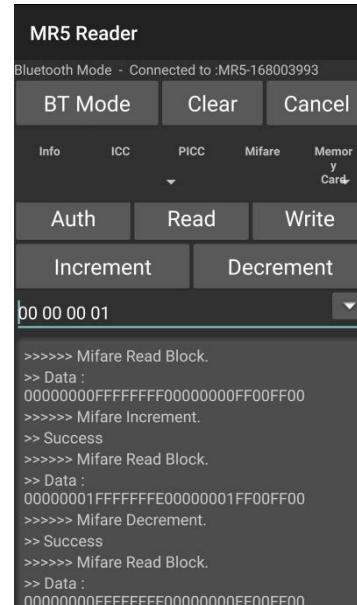 MR5 Reader
Bluetooth Mode - Connected to :MR5-168003993
BT Mode Clear Cancel
Info ICC PICC Mifare Memor
y
Card
Auth Read Write
Increment Decrement
00 00 00 01
>>>>>> Mifare Read Block.
>> Data :
00000000FFFFFFFF00000000FF00FF00
>>>>>> Mifare Increment.
>> Success
>>>>>> Mifare Read Block.
>> Data :
00000001FFFFFFFE00000001FF00FF00
>>>>>> Mifare Decrement.
>> Success
>>>>>> Mifare Read Block.
>> Data :
00000000FFFFFFFF00000000FF00FF00